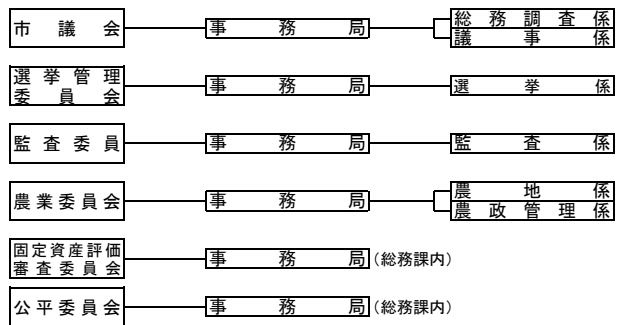 市議会 事務局 総務調査係
議事係
選挙管理委員会 事務局 選挙係
監査委員 事務局 監査係
農業委員会 事務局 農地係
農政管理係
固定資産評価審査委員会 事務局 (総務課内)
公平委員会 事務局 (総務課内)